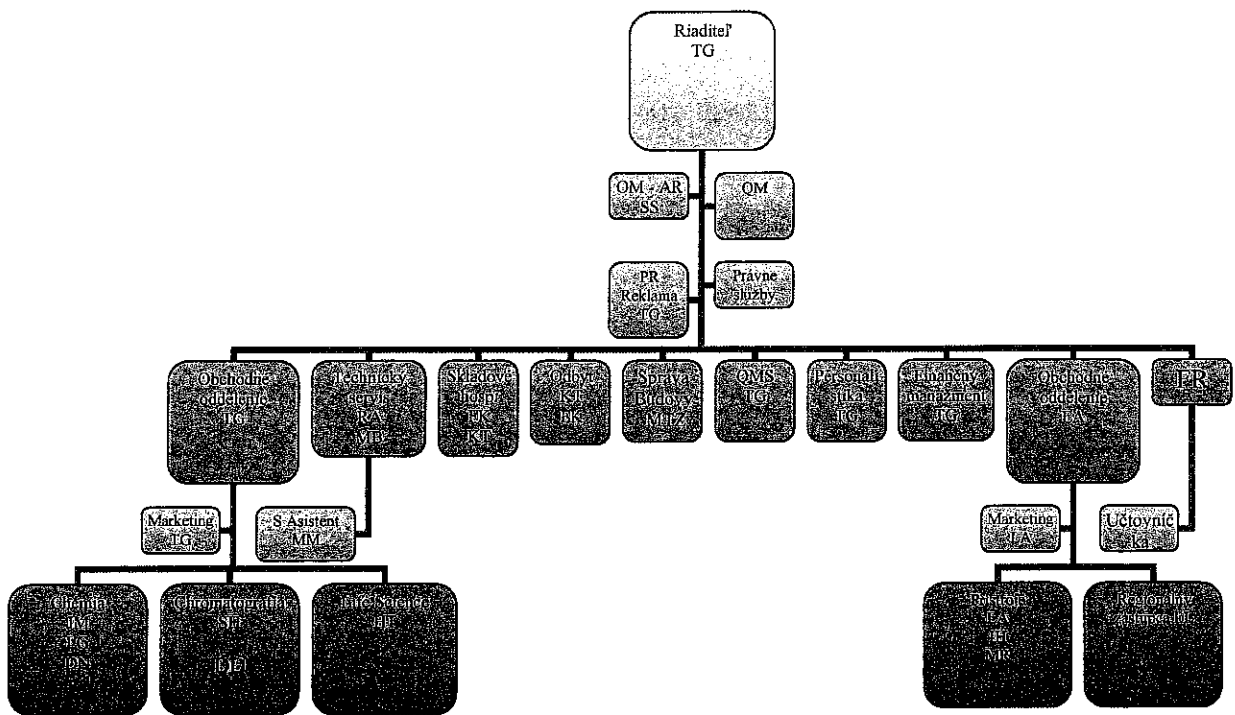 Riaditeľ
TG
OM - AR
SS
OM
PR -
Reklama
TG
Právne
služby
Obchodné
oddelenie
TG
Technický
servis
RA
MB
Skladové
hosp.
EK
KT
Odbyt
KT
EK
Správa
Budovy
MTZ
QMS
TG
Personali
stika
TG
Finančný
manažment
TG
Obchodné
oddelenie
LA
FR
Marketing
TG
S Asistent
MM
Marketing
LA
Účtovníč
ka
Chémia
DN
Chromatografia
SH
Life Science
Prístroje
LA
Regionálny